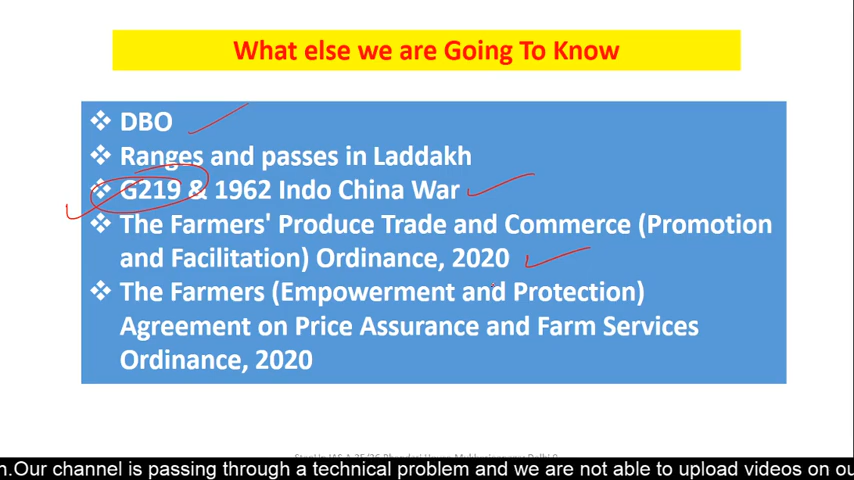 What else we are Going To Know
❖ DBO
❖ Ranges and passes in Laddakh
❖ G219 & 1962 Indo China War
❖ The Farmers' Produce Trade and Commerce (Promotion
and Facilitation) Ordinance, 2020
❖ The Farmers (Empowerment and Protection)
Agreement on Price Assurance and Farm Services
Ordinance, 2020
n.Our channel is passing through a technical problem and we are not able to upload videos on ou